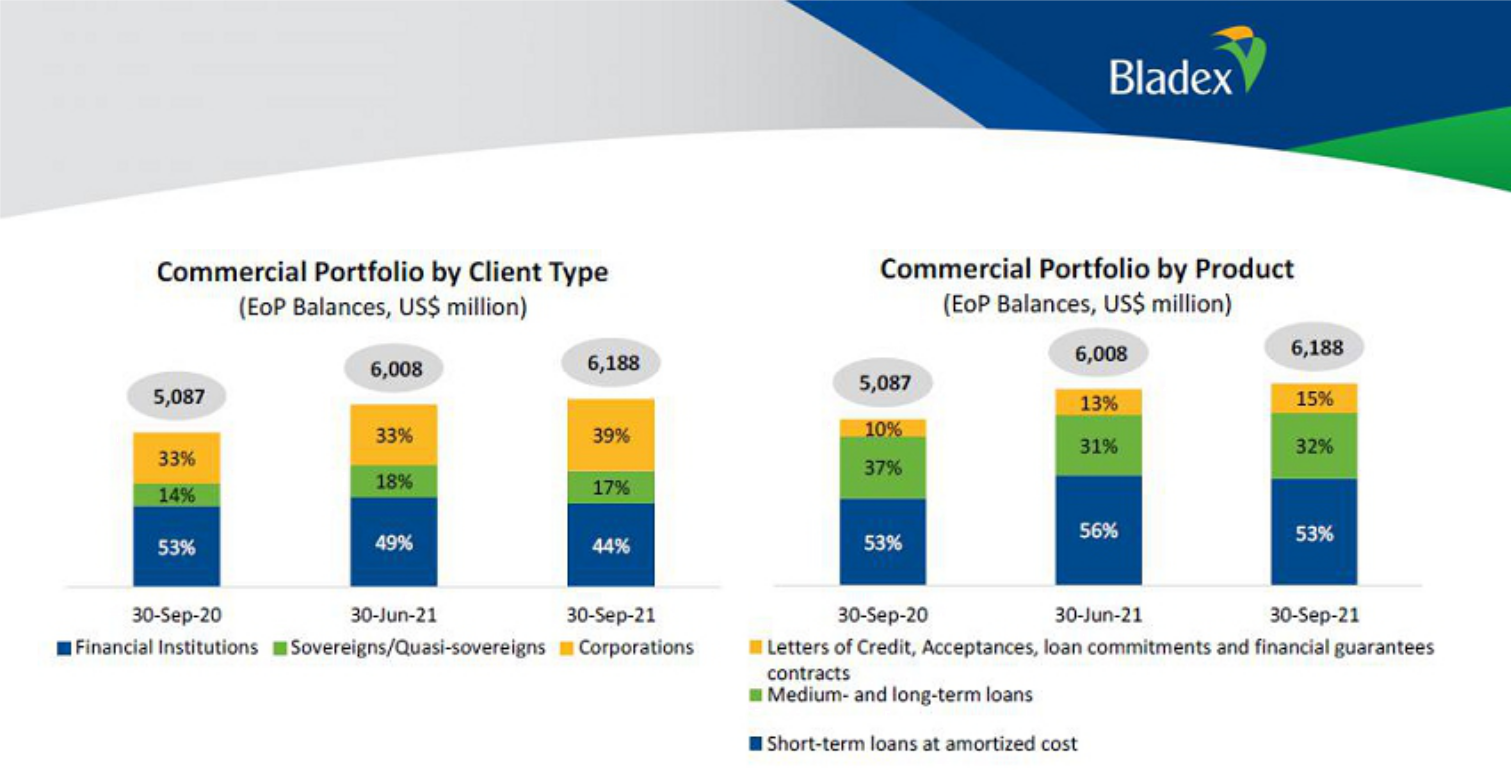 Bladex
Commercial Portfolio by Client Type
(EoP Balances, US$ million)
5,087
6,008
6,188
33%
33%
39%
14%
18%
17%
53%
49%
44%
30-Sep-20
30-Jun-21
30-Sep-21
Financial Institutions
Sovereigns/Quasi-sovereigns
Corporations
Commercial Portfolio by Product
(EoP Balances, US$ million)
5,087
6,008
6,188
10%
13%
15%
37%
31%
32%
53%
56%
53%
30-Sep-20
30-Jun-21
30-Sep-21
Letters of Credit, Acceptances, loan commitments and financial guarantees
contracts
Medium- and long-term loans
Short-term loans at amortized cost